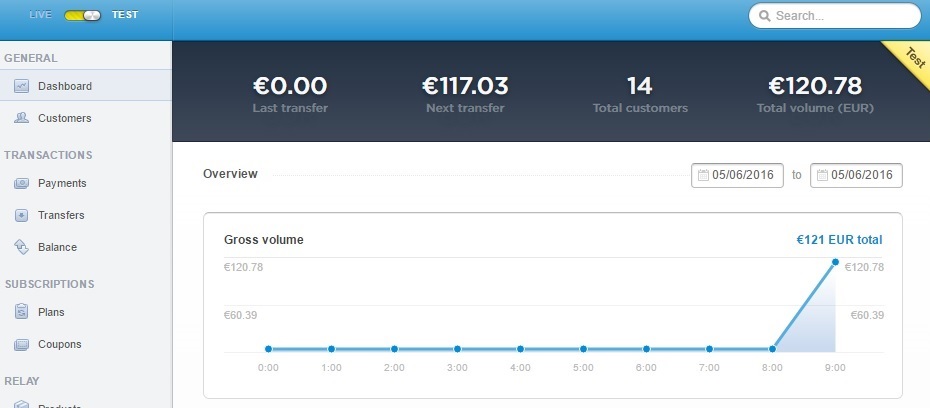 LIVE TEST
Search...
Test
GENERAL
Dashboard
Customers
TRANSACTIONS
Payments
Transfers
Balance
SUBSCRIPTIONS
Plans
Coupons
RELAY
Products
€0.00
Last transfer
€117.03
Next transfer
14
Total customers
€120.78
Total volume (EUR)
Overview
05/06/2016 to 05/06/2016
Gross volume
€121 EUR total
€120.78 €120.78
€60.39 €60.39
0:00 1:00 2:00 3:00 4:00 5:00 6:00 7:00 8:00 9:00